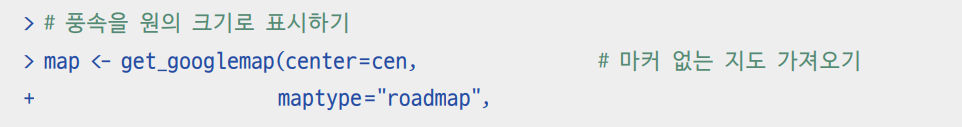 > # 풍속을 원의 크기로 표시하기
> map <- get_googlemap(center=cen, # 마커 없는 지도 가져오기
+ maptype="roadmap",